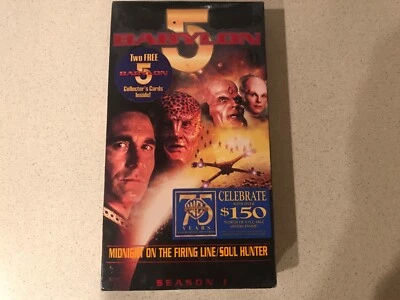 BABYLON
5
Two FREE
BABYLON
5
Collector's Cards
Inside!
75
WB
YEARS
CELEBRATE
$150
MIDNIGHT ON THE FIRING LINE/SOUL HUNTER
SEASON 1